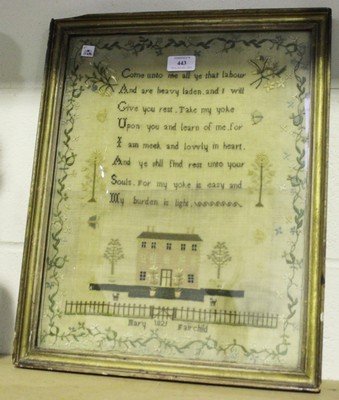 443
Come unto me all ye that labour
And are heavy laden, and I will
Give you rest. Take my yoke
Upon you and learn of me, for
I am meek and lowly in heart,
And ye shll find rest unto your
Souls. For my yoke is easy and
My burden is light.
Mary 1821 Fairchild